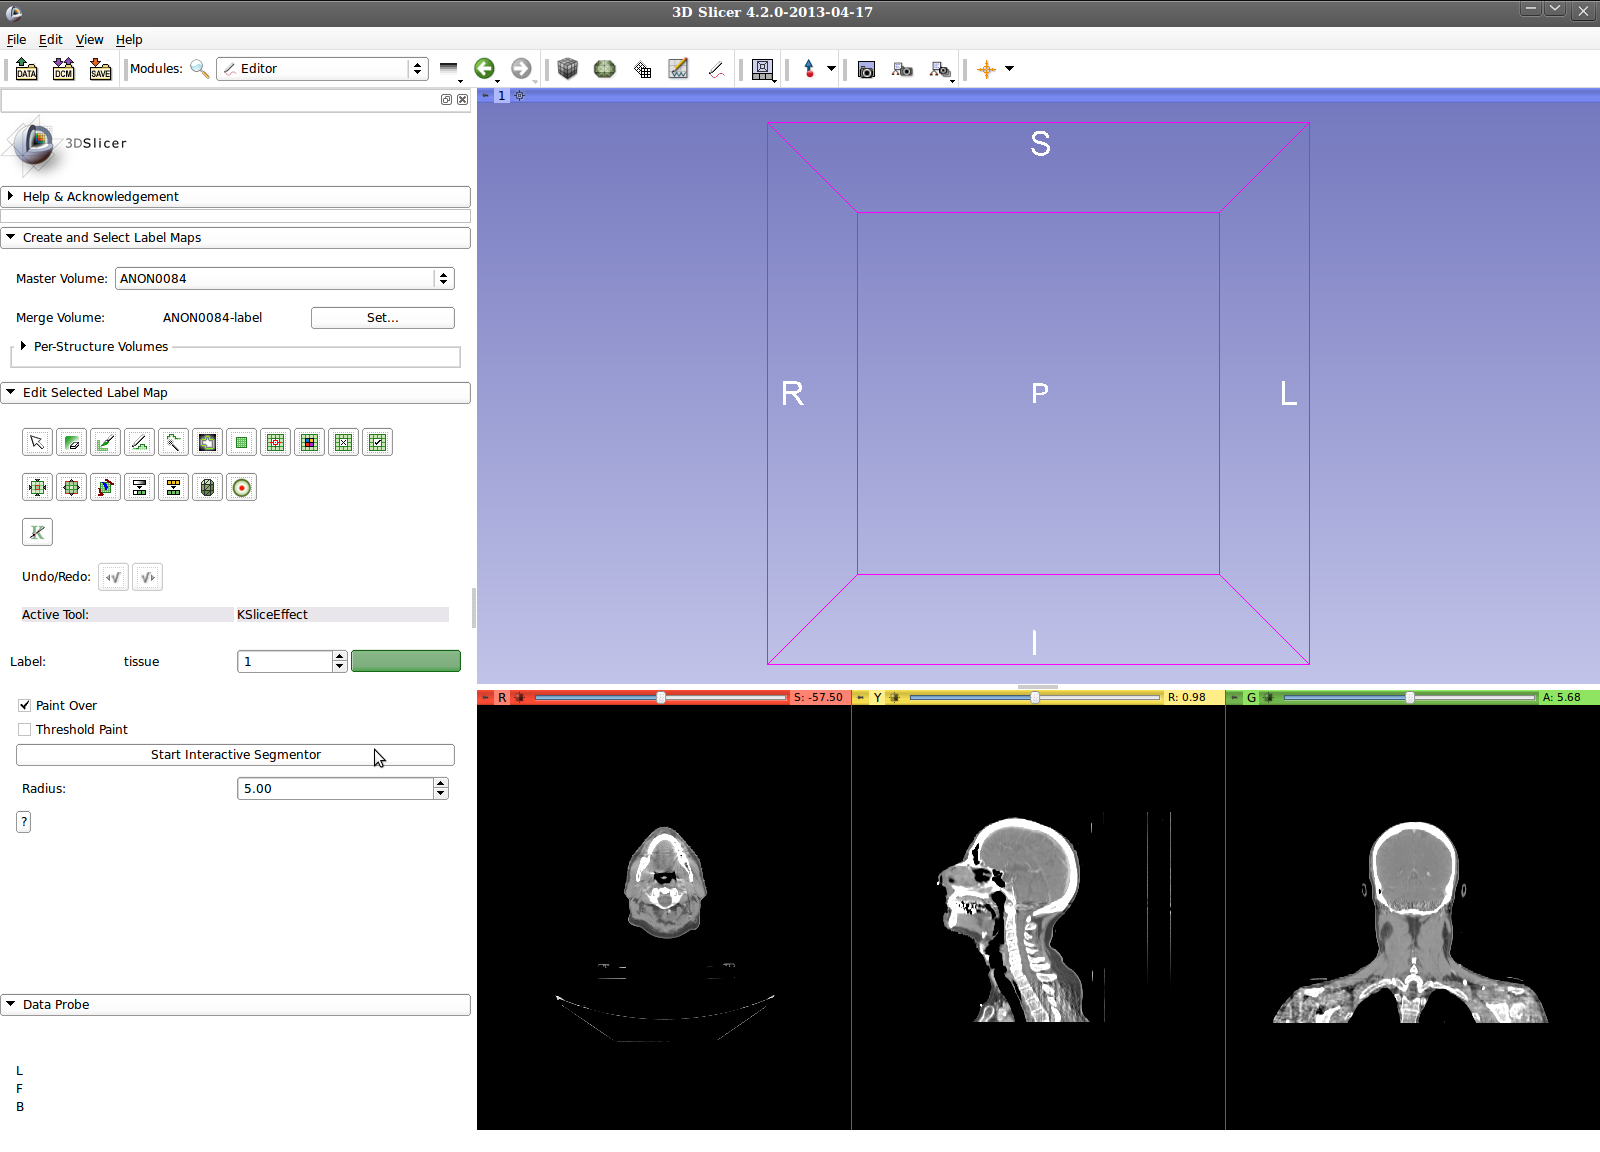 3D Slicer 4.2.0-2013-04-17
File Edit View Help
DATA DCM SAVE Modules: Editor
1
3DSlicer
S
Help & Acknowledgement
Create and Select Label Maps
Master Volume: ANON0084
Merge Volume: ANON0084-label Set...
Per-Structure Volumes
Edit Selected Label Map
R P L
K
Undo/Redo:
Active Tool: KSliceEffect
I
Label: tissue 1
R S: -57.50 Y R: 0.98 G A: 5.68
Paint Over
Threshold Paint
Start Interactive Segmentor
Radius: 5.00
?
Data Probe
L
F
B